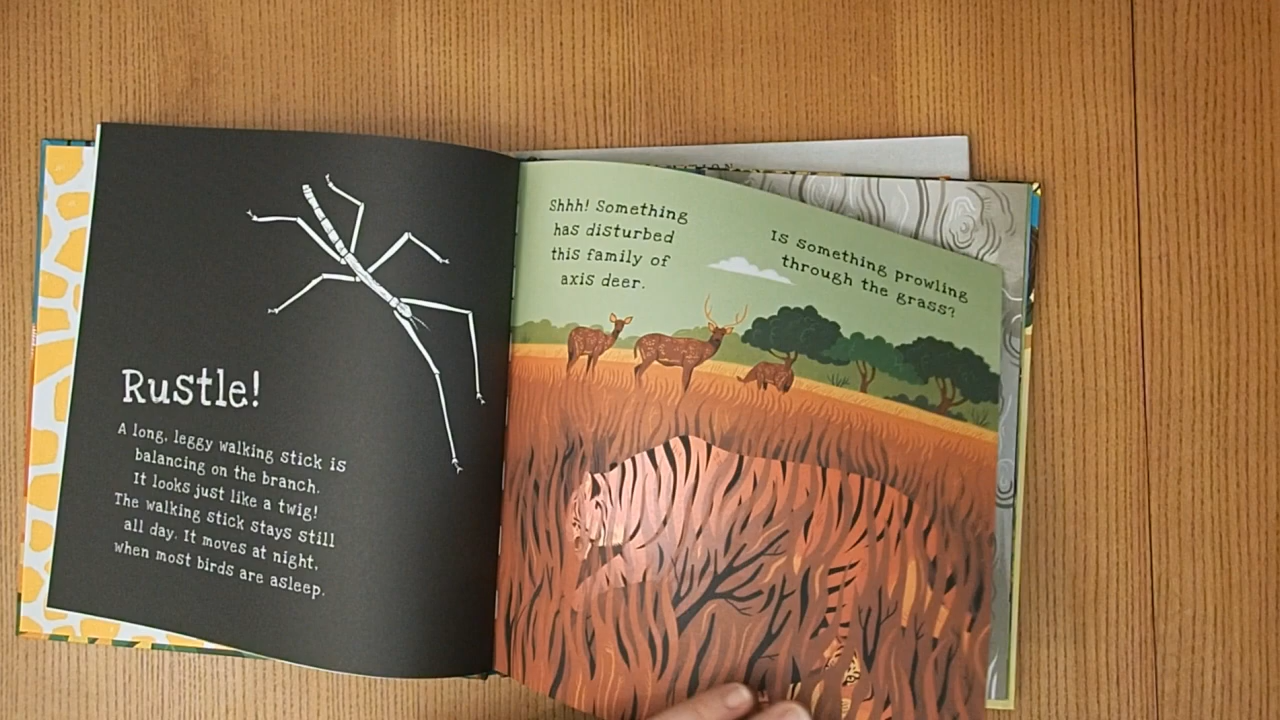 Rustle!
A long, leggy walking stick is
balancing on the branch.
It looks just like a twig!
The walking stick stays still
all day. It moves at night,
when most birds are asleep.
Shhh! Something
has disturbed
this family of
axis deer.
Is something prowling
through the grass?